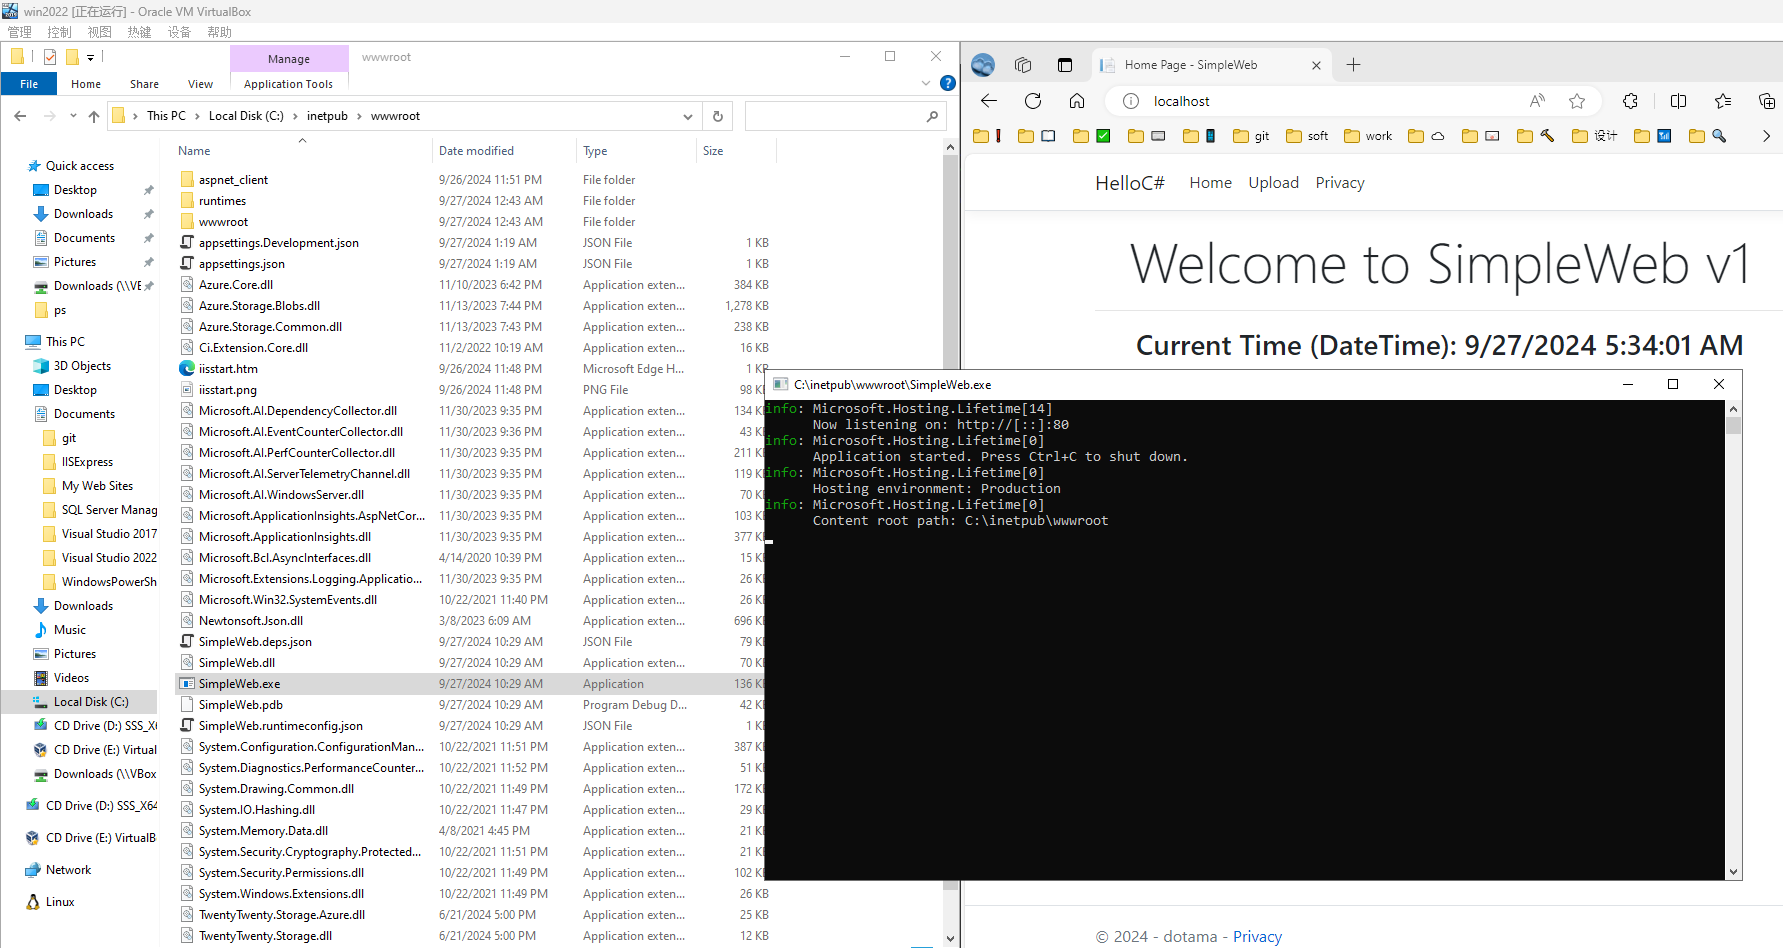 win2022 [正在运行] - Oracle VM VirtualBox
管理 控制 视图 热键 设备 帮助
Manage wwwroot
File Home Share View Application Tools
This PC Local Disk (C:) inetpub wwwroot
Name Date modified Type Size
Quick access
Desktop
Downloads
Documents
Pictures
Downloads (\\VE
ps
This PC
3D Objects
Desktop
Documents
git
IISExpress
My Web Sites
SQL Server Manag
Visual Studio 2017
Visual Studio 2022
WindowsPowerSh
Downloads
Music
Pictures
Videos
Local Disk (C:)
CD Drive (D:) SSS_X6
CD Drive (E:) Virtual
Downloads (\\VBox
CD Drive (D:) SSS_X64
CD Drive (E:) VirtualB
Network
Linux
aspnet_client 9/26/2024 11:51 PM File folder
runtimes 9/27/2024 12:43 AM File folder
wwwroot 9/27/2024 12:43 AM File folder
appsettings.Development.json 9/27/2024 1:19 AM JSON File 1 KB
appsettings.json 9/27/2024 1:19 AM JSON File 1 KB
Azure.Core.dll 11/10/2023 6:42 PM Application exten... 384 KB
Azure.Storage.Blobs.dll 11/13/2023 7:44 PM Application exten... 1,278 KB
Azure.Storage.Common.dll 11/13/2023 7:43 PM Application exten... 238 KB
Ci.Extension.Core.dll 11/2/2022 10:19 AM Application exten... 16 KB
iisstart.htm 9/26/2024 11:48 PM Microsoft Edge H... 1 KB
iisstart.png 9/26/2024 11:48 PM PNG File 98 K
Microsoft.AI.DependencyCollector.dll 11/30/2023 9:35 PM Application exten... 134 K
Microsoft.AI.EventCounterCollector.dll 11/30/2023 9:36 PM Application exten... 43 K
Microsoft.AI.PerfCounterCollector.dll 11/30/2023 9:35 PM Application exten... 211 K
Microsoft.AI.ServerTelemetryChannel.dll 11/30/2023 9:35 PM Application exten... 119 K
Microsoft.AI.WindowsServer.dll 11/30/2023 9:35 PM Application exten... 70 K
Microsoft.ApplicationInsights.AspNetCor... 11/30/2023 9:35 PM Application exten... 103 K
Microsoft.ApplicationInsights.dll 11/30/2023 9:35 PM Application exten... 377 K
Microsoft.Bcl.AsyncInterfaces.dll 4/14/2020 10:39 PM Application exten... 15 K
Microsoft.Extensions.Logging.Applicatio... 11/30/2023 9:35 PM Application exten... 26 K
Microsoft.Win32.SystemEvents.dll 10/22/2021 11:40 PM Application exten... 26 K
Newtonsoft.Json.dll 3/8/2023 6:09 AM Application exten... 696 K
SimpleWeb.deps.json 9/27/2024 10:29 AM JSON File 79 K
SimpleWeb.dll 9/27/2024 10:29 AM Application exten... 70 K
SimpleWeb.exe 9/27/2024 10:29 AM Application 136 K
SimpleWeb.pdb 9/27/2024 10:29 AM Program Debug D... 42 K
SimpleWeb.runtimeconfig.json 9/27/2024 10:29 AM JSON File 1 K
System.Configuration.ConfigurationMan... 10/22/2021 11:51 PM Application exten... 387 K
System.Diagnostics.PerformanceCounter... 10/22/2021 11:52 PM Application exten... 51 K
System.Drawing.Common.dll 10/22/2021 11:49 PM Application exten... 172 K
System.IO.Hashing.dll 10/22/2021 11:47 PM Application exten... 29 K
System.Memory.Data.dll 4/8/2021 4:45 PM Application exten... 21 K
System.Security.Cryptography.Protected... 10/22/2021 11:51 PM Application exten... 21 K
System.Security.Permissions.dll 10/22/2021 11:49 PM Application exten... 102 K
System.Windows.Extensions.dll 10/22/2021 11:49 PM Application exten... 26 KB
TwentyTwenty.Storage.Azure.dll 6/21/2024 5:00 PM Application exten... 25 KB
TwentyTwenty.Storage.dll 6/21/2024 5:00 PM Application exten... 12 KB
Home Page - SimpleWeb
localhost
git soft work 设计
HelloC# Home Upload Privacy
Welcome to SimpleWeb v1
Current Time (DateTime): 9/27/2024 5:34:01 AM
C:\inetpub\wwwroot\SimpleWeb.exe
info: Microsoft.Hosting.Lifetime[14]
Now listening on: http://[::]:80
info: Microsoft.Hosting.Lifetime[0]
Application started. Press Ctrl+C to shut down.
info: Microsoft.Hosting.Lifetime[0]
Hosting environment: Production
info: Microsoft.Hosting.Lifetime[0]
Content root path: C:\inetpub\wwwroot
© 2024 - dotama - Privacy